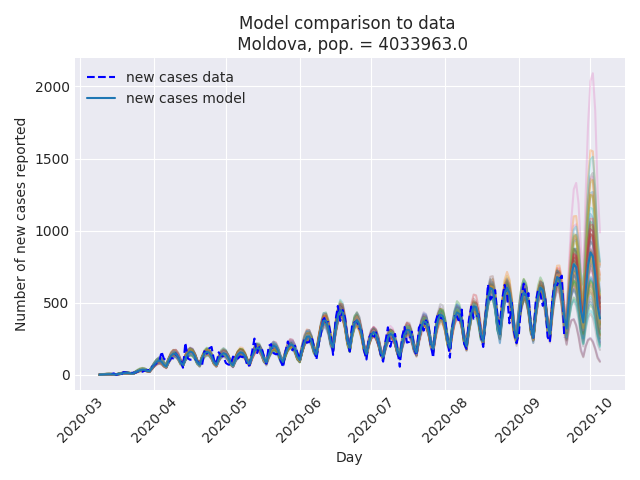 Model comparison to data
Moldova, pop. = 4033963.0
new cases data
new cases model
Number of new cases reported
2000
1500
1000
500
0
2020-03
2020-04
2020-05
2020-06
2020-07
2020-08
2020-09
2020-10
Day